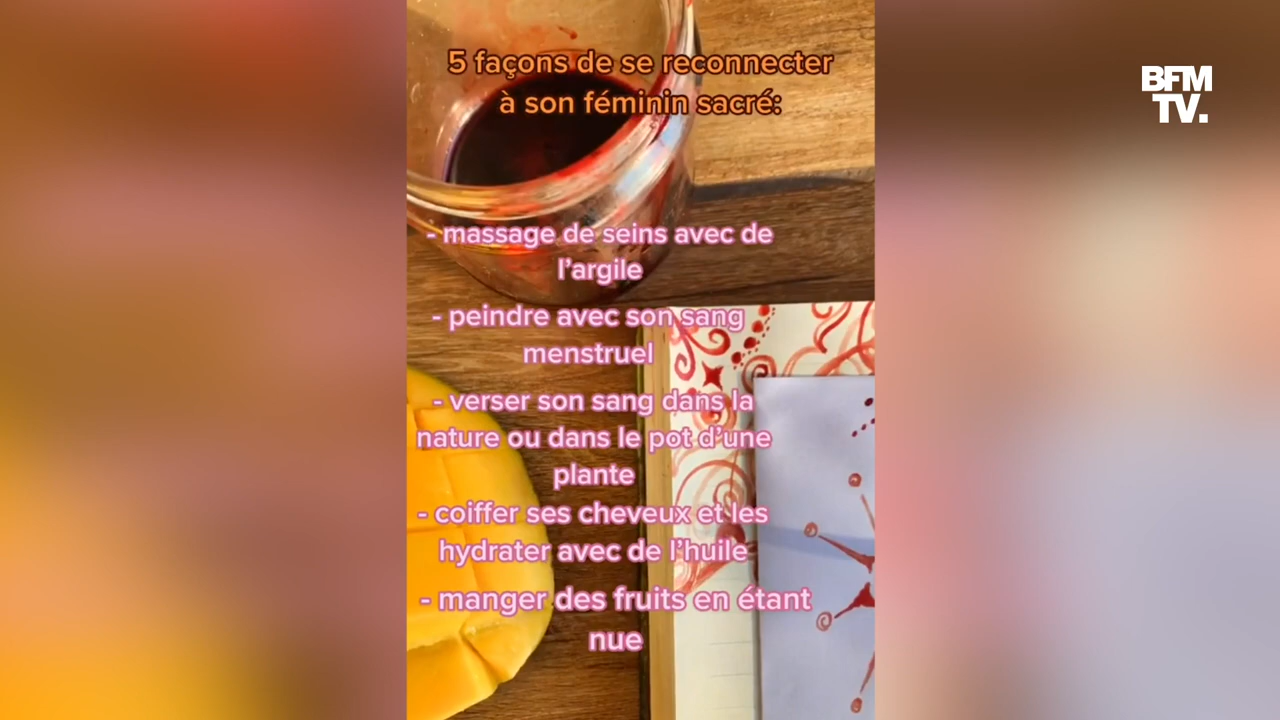 5 façons de se reconnecter
à son féminin sacré:
BFM
TV.
- massage de seins avec de
l'argile
- peindre avec son sang
menstruel
- verser son sang dans la
nature ou dans le pot d'une
plante
- coiffer ses cheveux et les
hydrater avec de l'huile
- manger des fruits en étant
nue